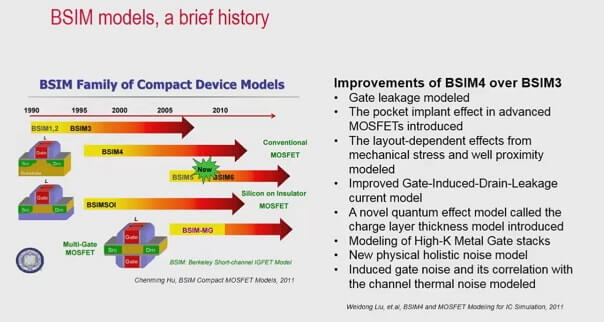 BSIM models, a brief history
BSIM Family of Compact Device Models
1990 1995 2000 2005 2010
BSIM1,2 BSIM3
Conventional
MOSFET
BSIM4
New
BSIM5 BSIM6
Silicon on Insulator
MOSFET
BSIMSOI
BSIM-MG
Multi-Gate
MOSFET
L
Gate
L
Gate
L
Gate
BSIM: Berkeley Short-channel IGFET Model
Chenming Hu, BSIM Compact MOSFET Models, 2011
Improvements of BSIM4 over BSIM3
• Gate leakage modeled
• The pocket implant effect in advanced
MOSFETs introduced
• The layout-dependent effects from
mechanical stress and well proximity
modeled
• Improved Gate-Induced-Drain-Leakage
current model
• A novel quantum effect model called the
charge layer thickness model introduced
• Modeling of High-K Metal Gate stacks
• New physical holistic noise model
• Induced gate noise and its correlation with
the channel thermal noise modeled
Weidong Liu, et.al, BSIM4 and MOSFET Modeling for IC Simulation, 2011